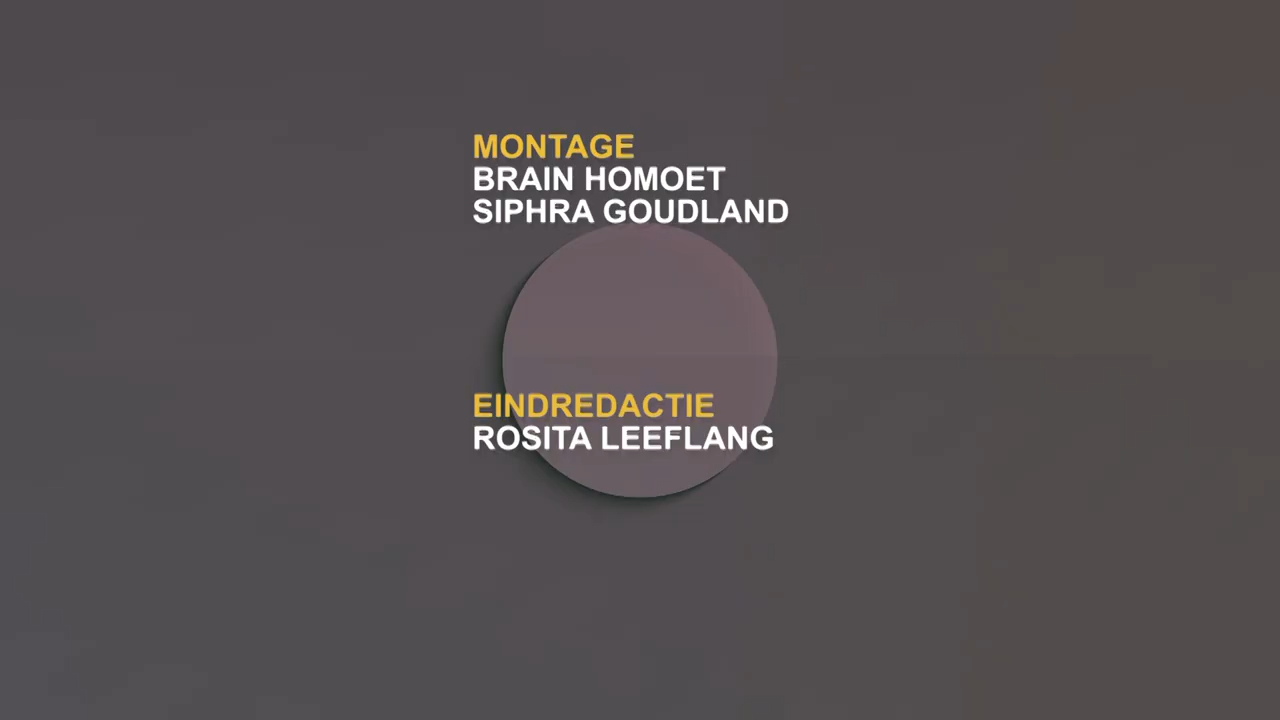 MONTAGE
BRAIN HOMOET
SIPHRA GOUDLAND
EINDREDACTIE
ROSITA LEEFLANG